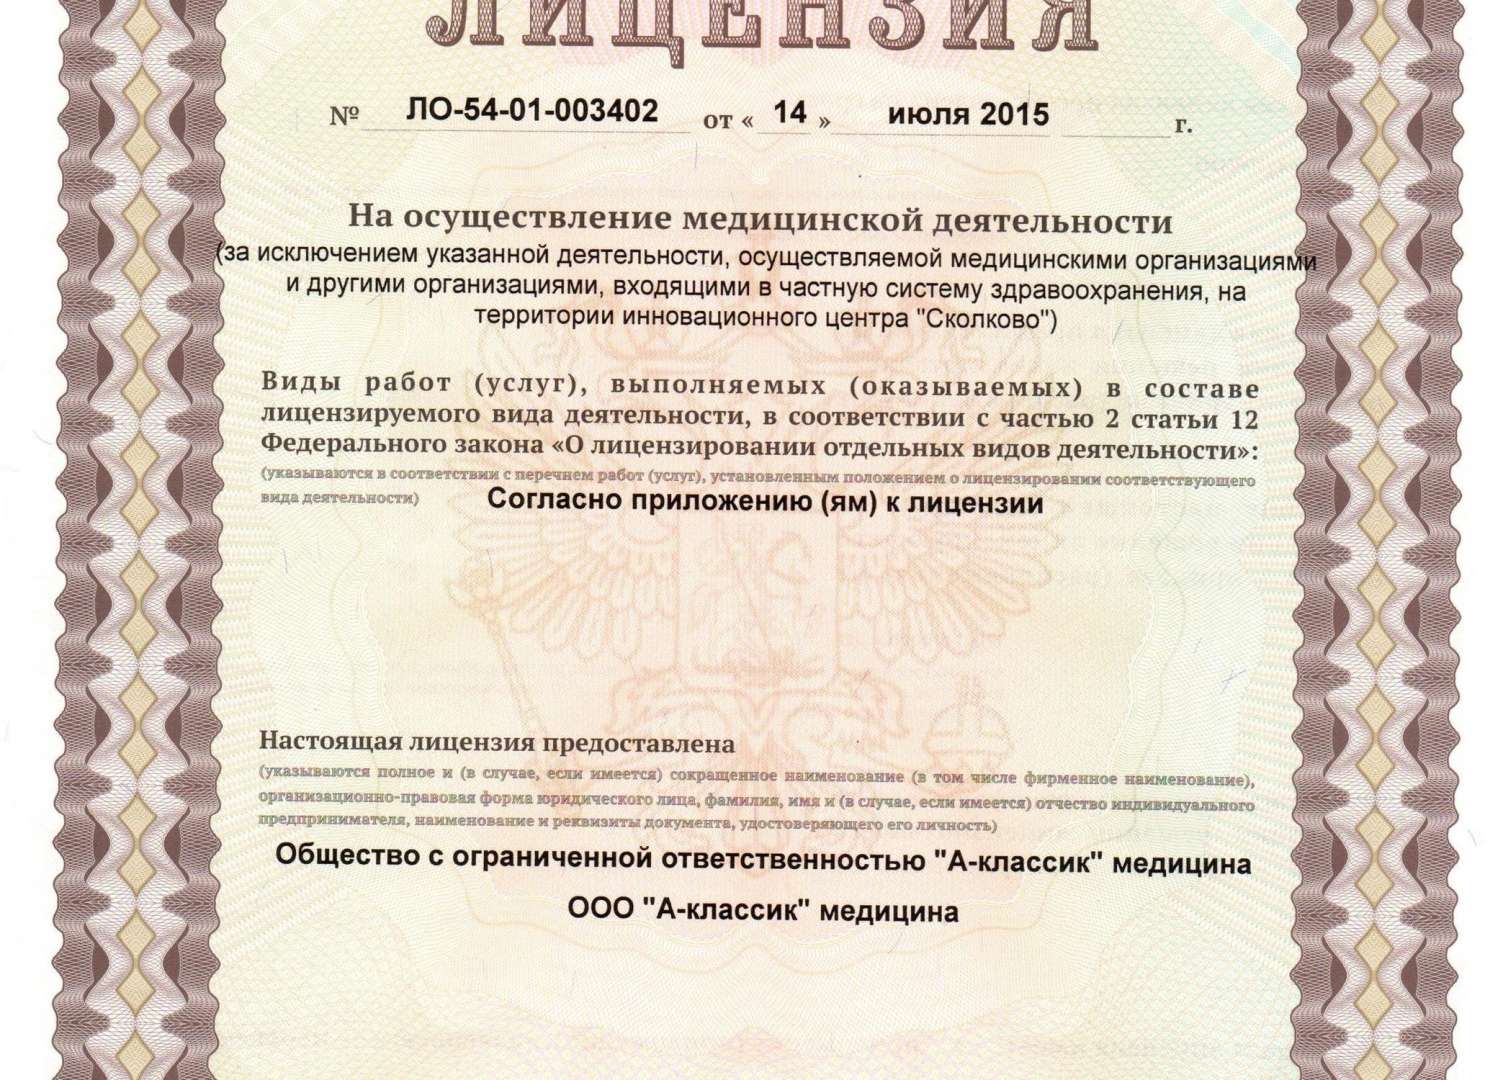 ЛИЦЕНЗИЯ
№ ЛО-54-01-003402 от « 14 » июля 2015 г.
На осуществление медицинской деятельности
(за исключением указанной деятельности, осуществляемой медицинскими организациями
и другими организациями, входящими в частную систему здравоохранения, на
территории инновационного центра "Сколково")
Виды работ (услуг), выполняемых (оказываемых) в составе
лицензируемого вида деятельности, в соответствии с частью 2 статьи 12
Федерального закона «О лицензировании отдельных видов деятельности»:
(указываются в соответствии с перечнем работ (услуг), установленным положением о лицензировании соответствующего
вида деятельности) Согласно приложению (ям) к лицензии
Настоящая лицензия предоставлена
(указываются полное и (в случае, если имеется) сокращенное наименование (в том числе фирменное наименование),
организационно-правовая форма юридического лица, фамилия, имя и (в случае, если имеется) отчество индивидуального
предпринимателя, наименование и реквизиты документа, удостоверяющего его личность)
Общество с ограниченной ответственностью "А-классик" медицина
ООО "А-классик" медицина